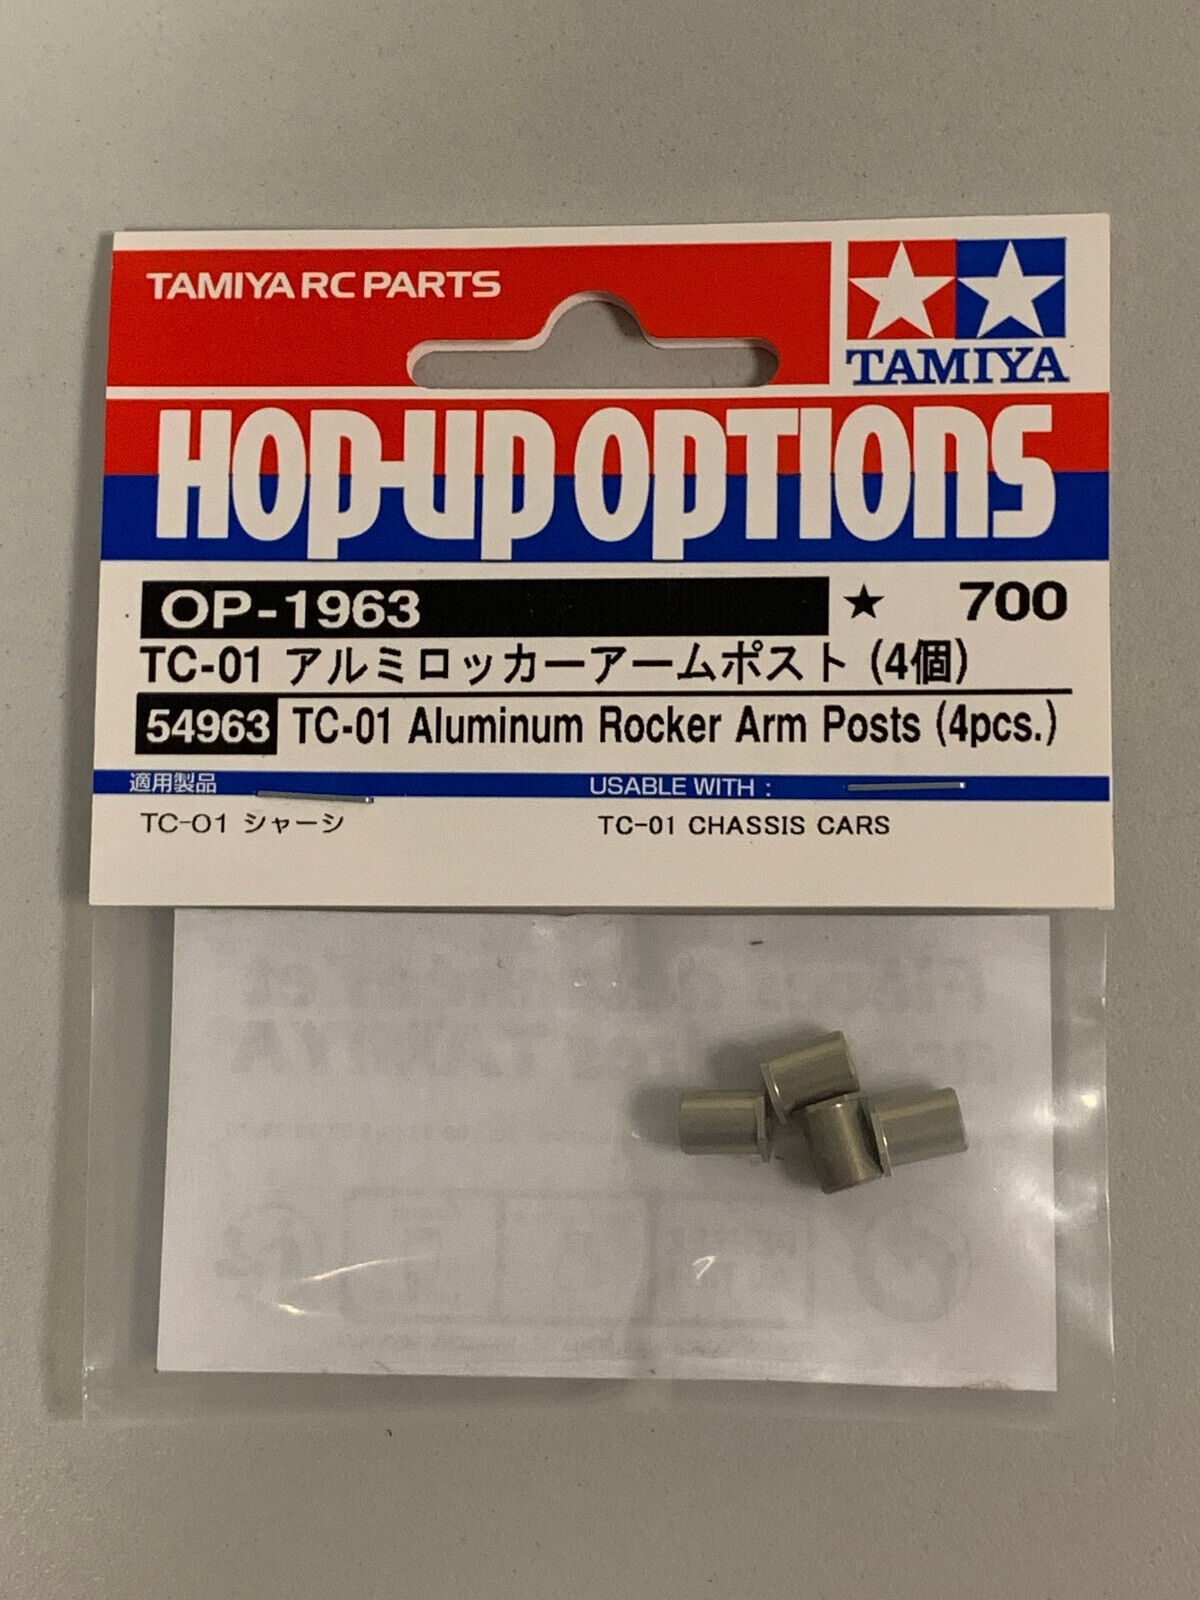 TAMIYA RC PARTS
TAMIYA
HOP-UP OPTIONS
OP-1963 ★ 700
TC-01 アルミロッカーアームポスト (4個)
54963 TC-01 Aluminum Rocker Arm Posts (4pcs.)
適用製品 USABLE WITH :
TC-01 シャーシ TC-01 CHASSIS CARS